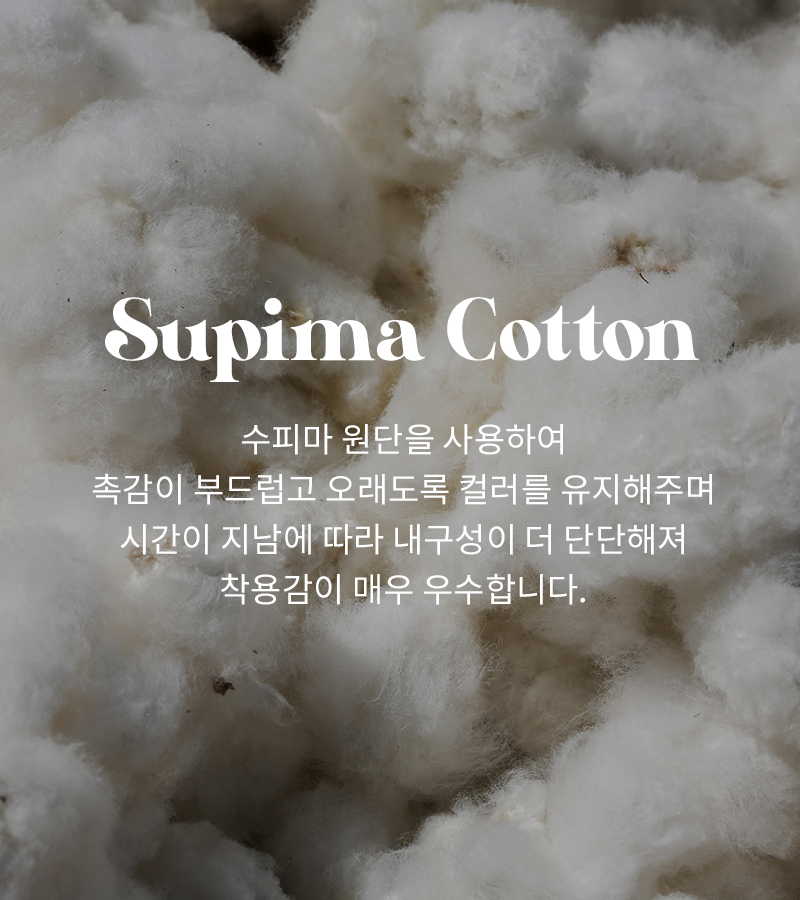 Supima Cotton
수피마 원단을 사용하여
촉감이 부드럽고 오래도록 컬러를 유지해주며
시간이 지남에 따라 내구성이 더 단단해져
착용감이 매우 우수합니다.